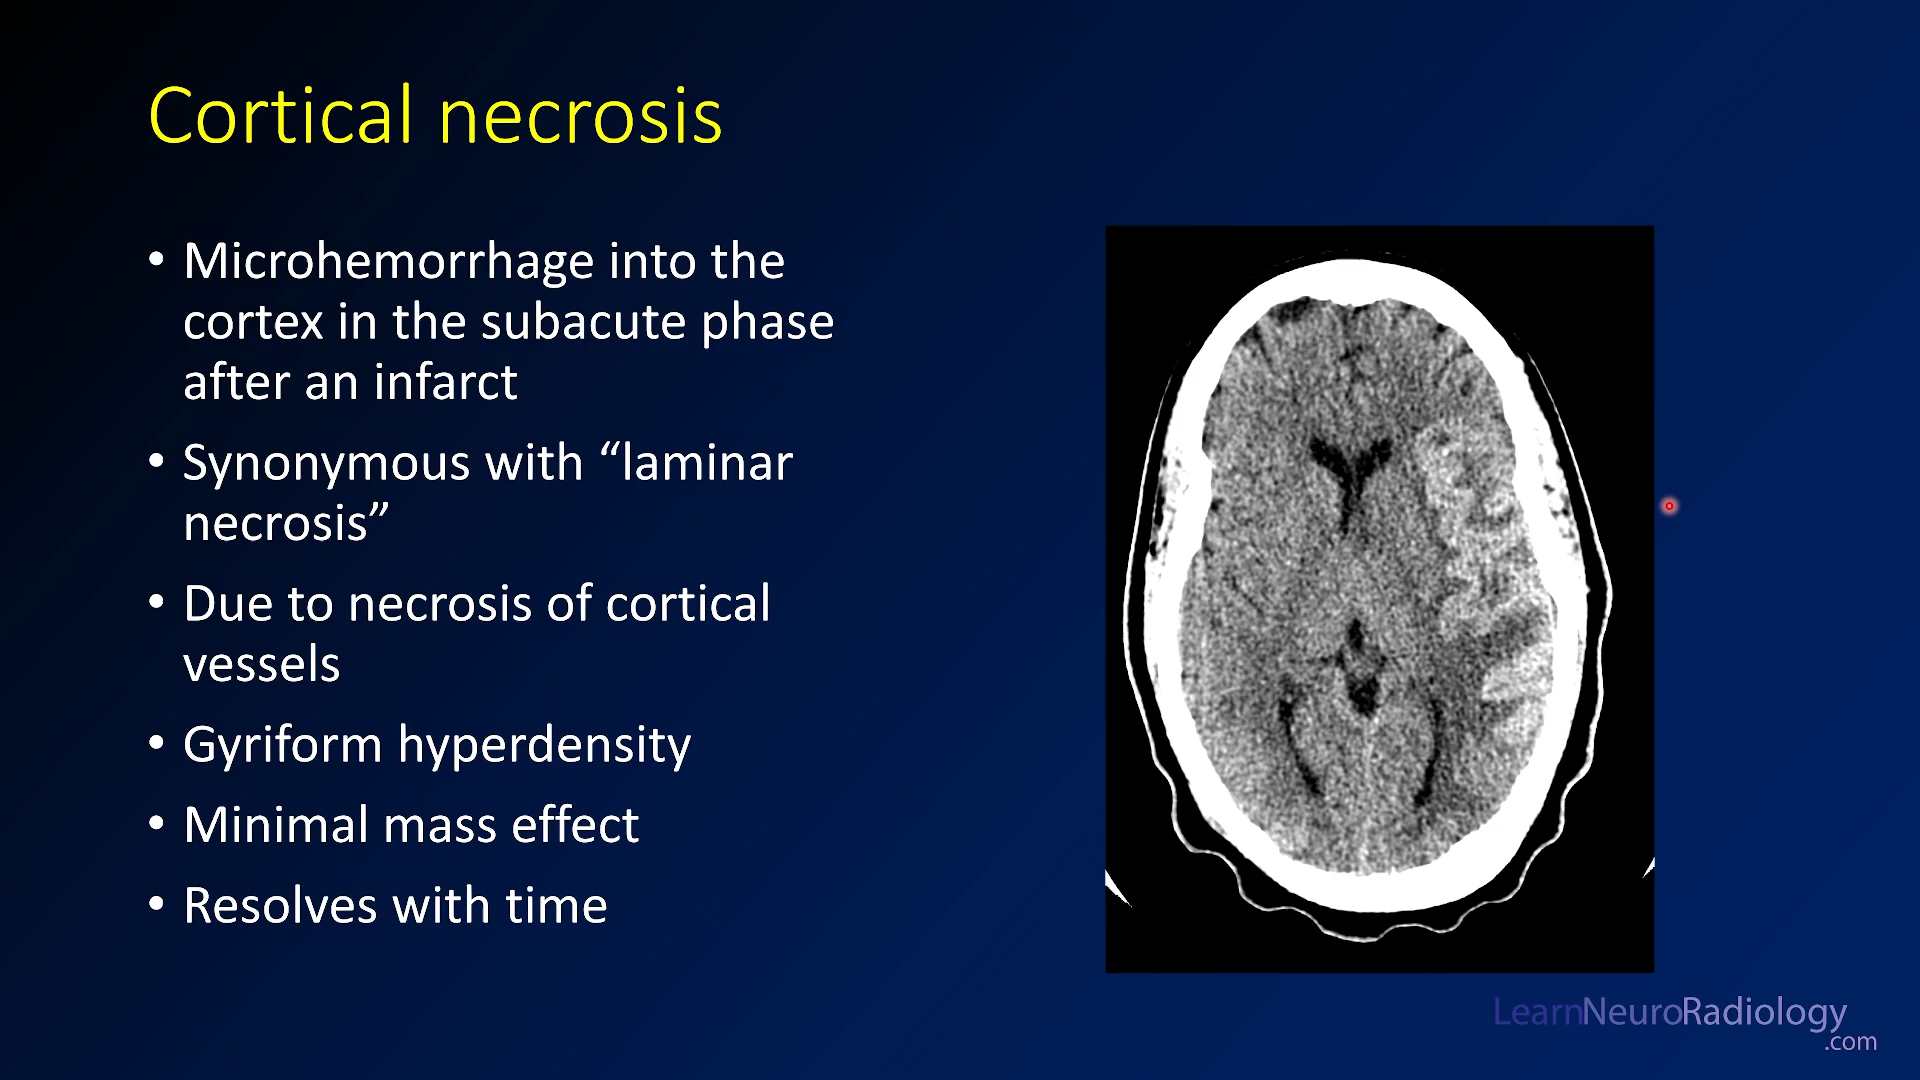 Cortical necrosis
• Microhemorrhage into the
cortex in the subacute phase
after an infarct
• Synonymous with “laminar
necrosis”
• Due to necrosis of cortical
vessels
• Gyriform hyperdensity
• Minimal mass effect
• Resolves with time
LearnNeuroRadiology
.com